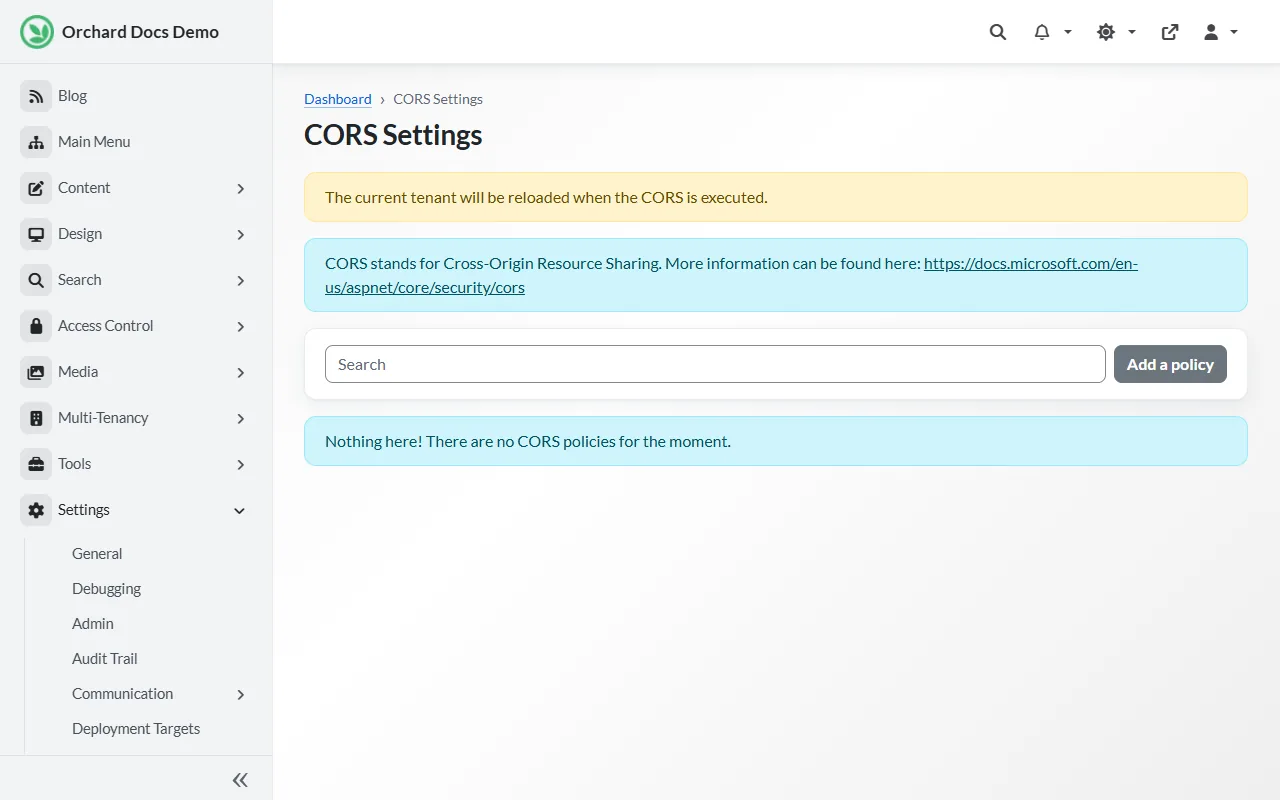 Orchard Docs Demo
Blog
Main Menu
Content
Design
Search
Access Control
Media
Multi-Tenancy
Tools
Settings
General
Debugging
Admin
Audit Trail
Communication
Deployment Targets
Dashboard › CORS Settings
CORS Settings
The current tenant will be reloaded when the CORS is executed.
CORS stands for Cross-Origin Resource Sharing. More information can be found here: https://docs.microsoft.com/en-
us/aspnet/core/security/cors
Search
Add a policy
Nothing here! There are no CORS policies for the moment.